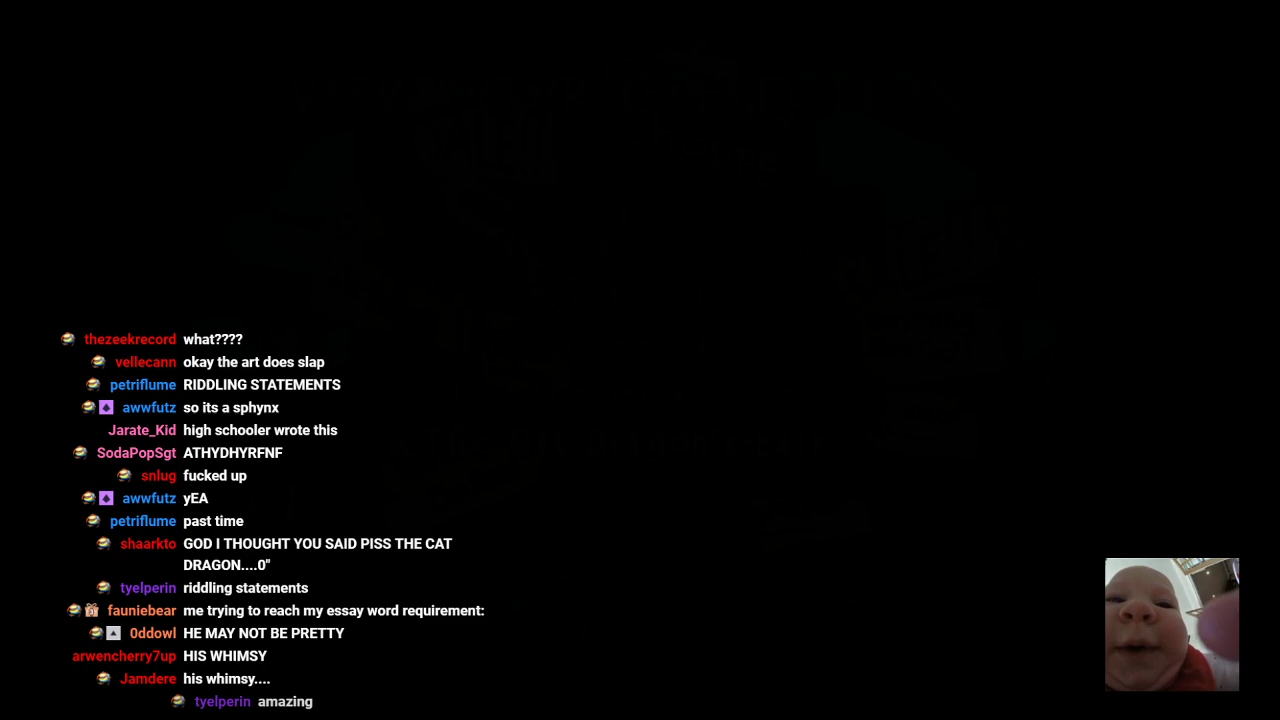 thezeekrecord what????
vellecann okay the art does slap
petriflume RIDDLING STATEMENTS
awwfutz so its a sphynx
Jarate_Kid high schooler wrote this
SodaPopSgt ATHYDHYRFNF
snlug fucked up
awwfutz yEA
petriflume past time
shaarkto GOD I THOUGHT YOU SAID PISS THE CAT
DRAGON....0"
tyelperin riddling statements
fauniebear me trying to reach my essay word requirement:
0ddowl HE MAY NOT BE PRETTY
arwencherry7up HIS WHIMSY
Jamdere his whimsy....
tyelperin amazing